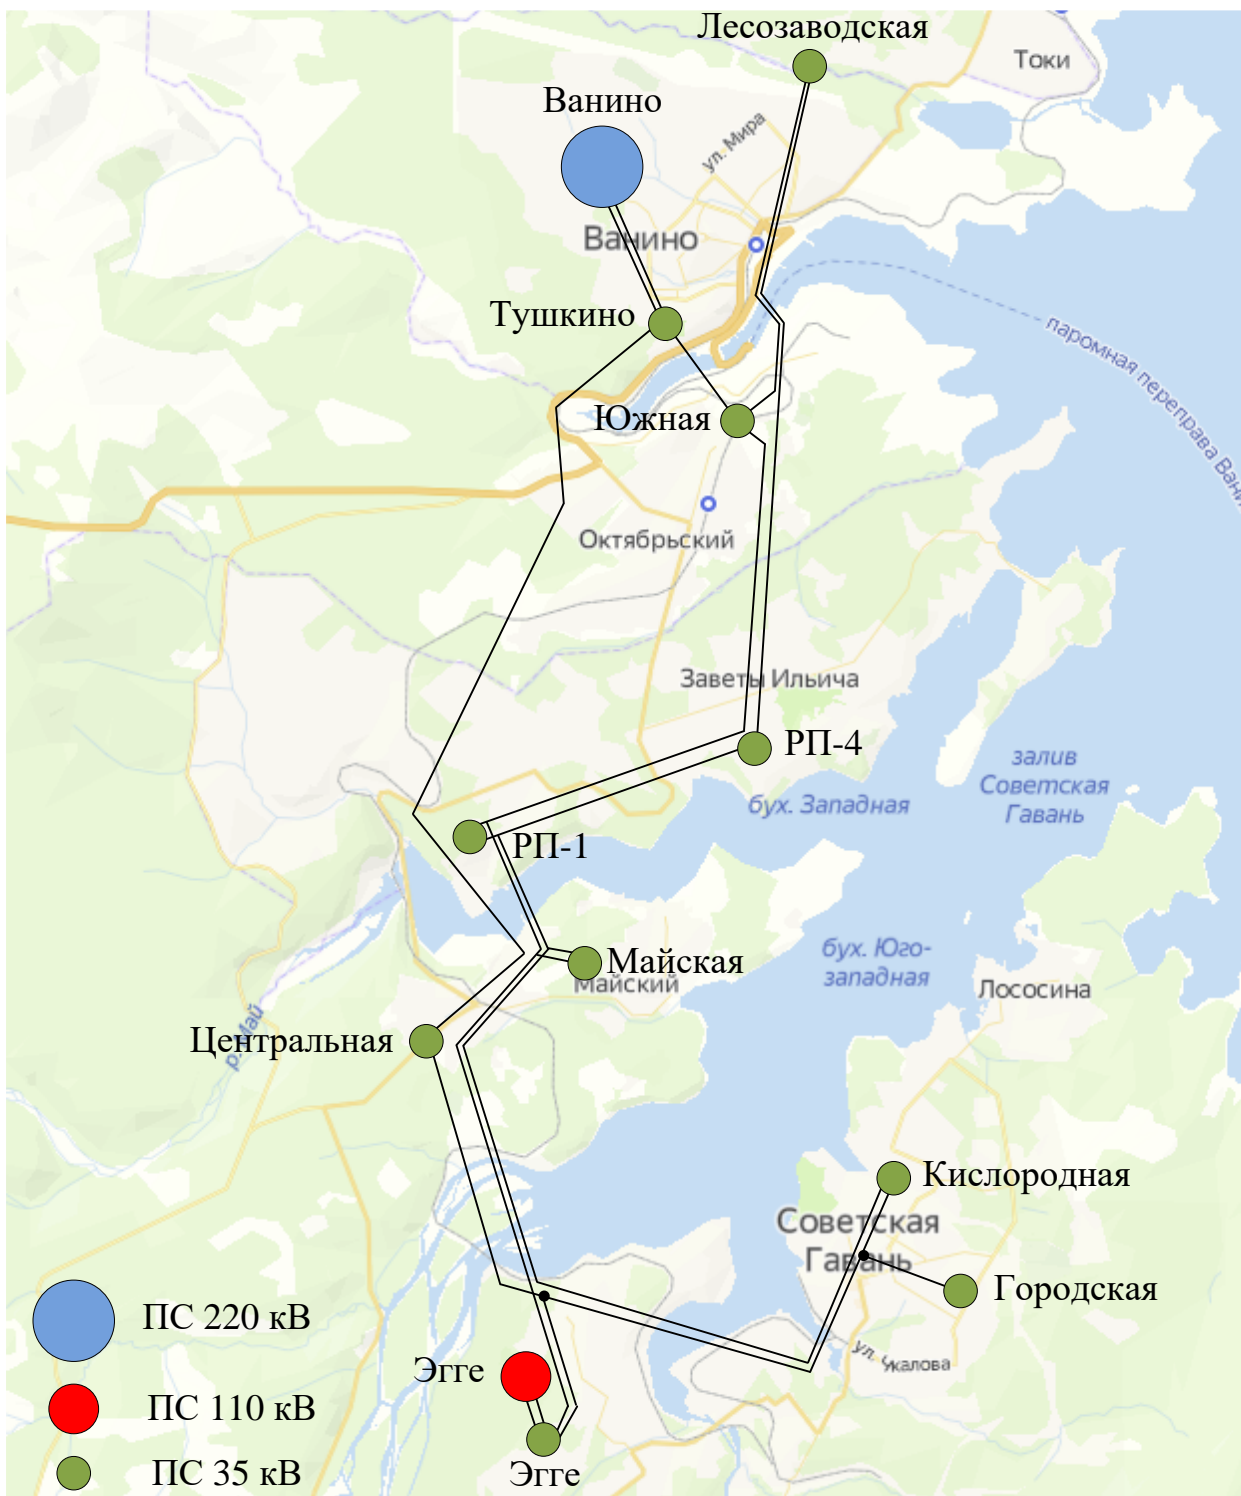 Лесозаводская
Токи
Ванино
ул. Мира
Ванино
Тушкино
паромная переправа Вани
Южная
Октябрьский
Заветы Ильича
РП-4
залив
Советская
Гавань
бух. Западная
РП-1
бух. Юго-
западная
Майская
Майский
Лососина
р. Май
Центральная
Кислородная
Советская
Гавань
Городская
ПС 220 кВ
ул. Чкалова
Эгге
ПС 110 кВ
Эгге
ПС 35 кВ